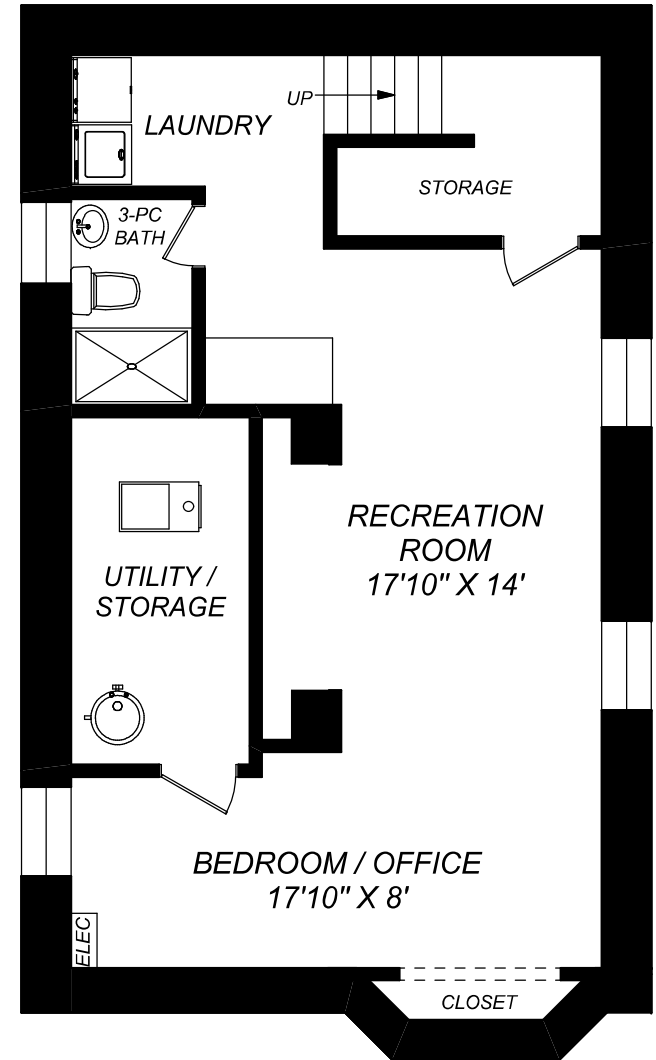 UP
LAUNDRY
STORAGE
3-PC
BATH
RECREATION
ROOM
17'10" X 14'
UTILITY /
STORAGE
BEDROOM / OFFICE
17'10" X 8'
ELEC
CLOSET